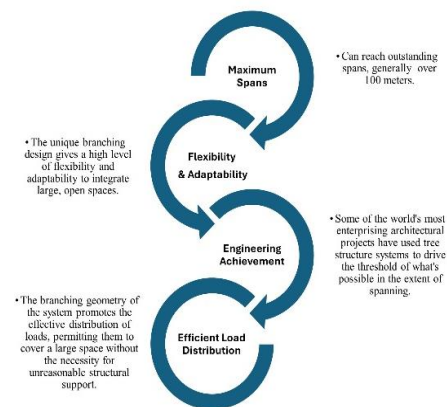 Maximum
Spans
• Can reach outstanding
spans, generally over
100 meters.
• The unique branching
design gives a high level
of flexibility and
adaptability to integrate
large, open spaces.
Flexibility
& Adaptability
Engineering
Achievement
• Some of the world's most
enterprising architectural
projects have used tree
structure systems to drive
the threshold of what's
possible in the extent of
spanning.
• The branching geometry of
the system promotes the
effective distribution of
loads, permitting them to
cover a large space without
the necessity for
unreasonable structural
support.
Efficient Load
Distribution